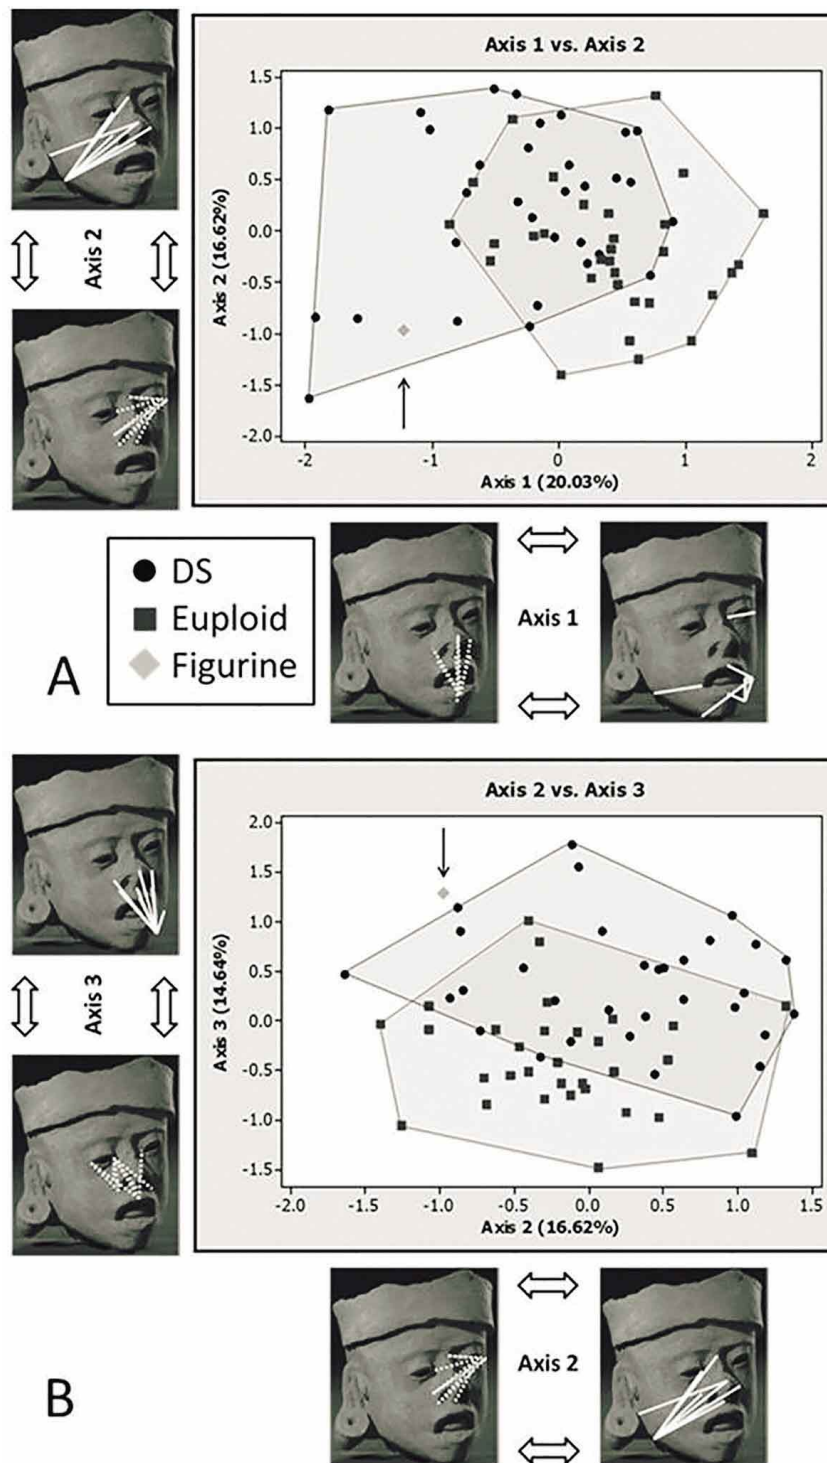 Axis 1 vs. Axis 2
Axis 2
Axis 2 (16.62%)
1.5
1.0
0.5
0.0
-0.5
-1.0
-1.5
-2.0
-2
-1
0
1
2
Axis 1 (20.03%)
DS
Euploid
Figurine
A
Axis 1
Axis 2 vs. Axis 3
Axis 3
Axis 3 (14.64%)
2.0
1.5
1.0
0.5
0.0
-0.5
-1.0
-1.5
-2.0
-1.5
-1.0
-0.5
0.0
0.5
1.0
1.5
Axis 2 (16.62%)
B
Axis 2